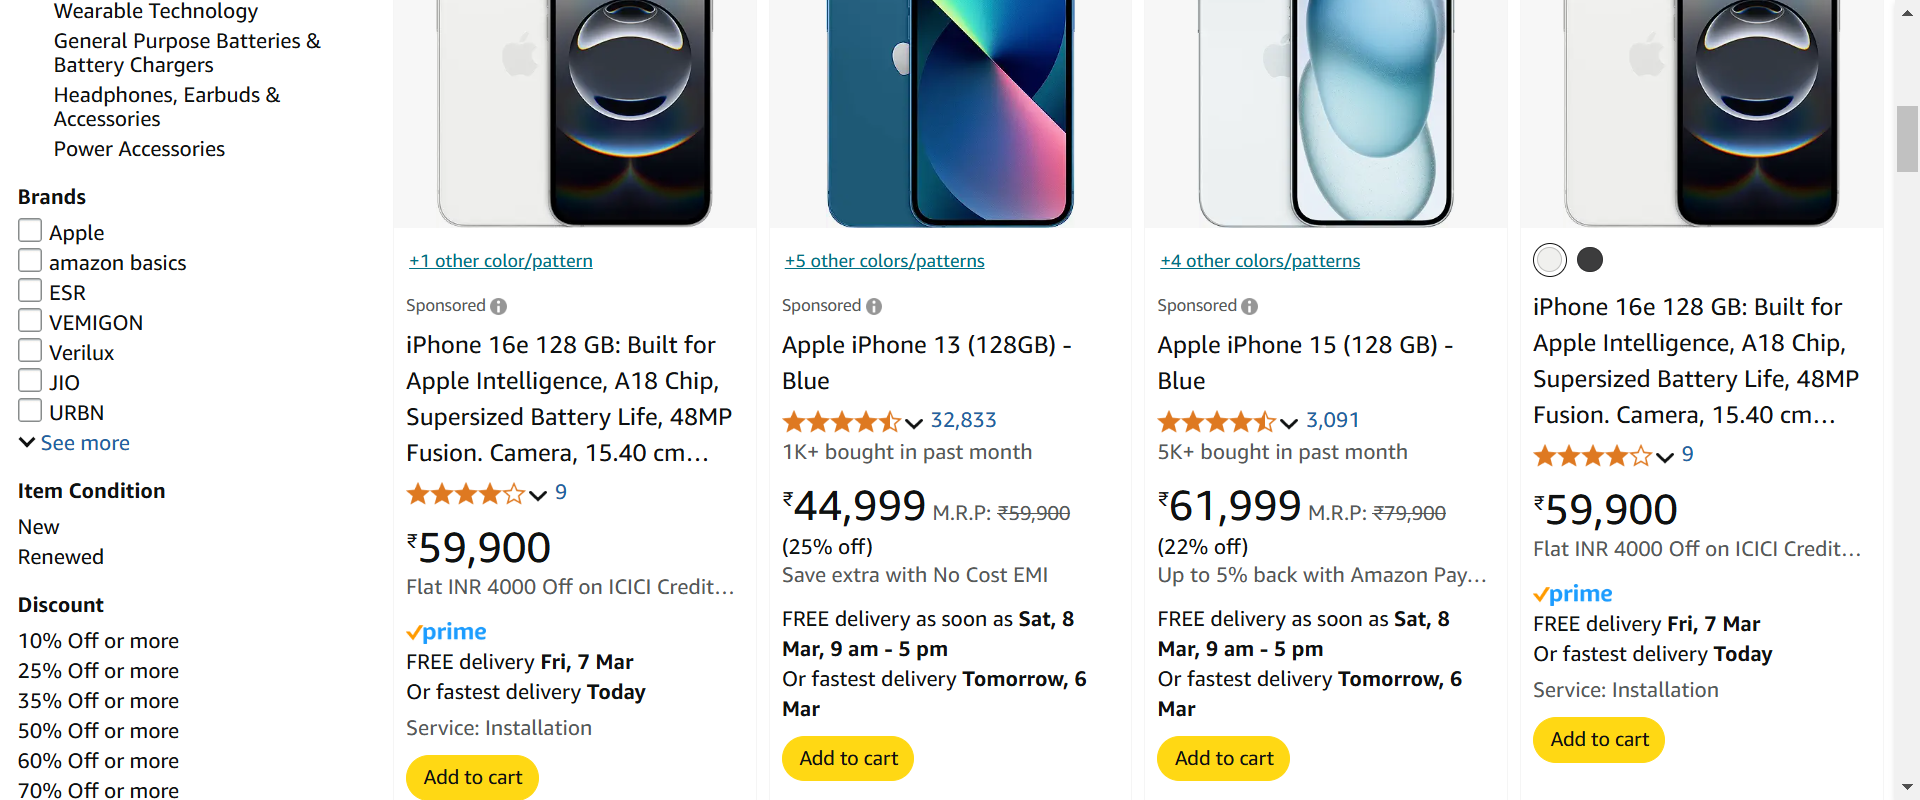 Wearable Technology
General Purpose Batteries &
Battery Chargers
Headphones, Earbuds &
Accessories
Power Accessories
Brands
Apple
amazon basics
ESR
VEMIGON
Verilux
JIO
URBN
See more
Item Condition
New
Renewed
Discount
10% Off or more
25% Off or more
35% Off or more
50% Off or more
60% Off or more
70% Off or more
+1 other color/pattern
Sponsored
iPhone 16e 128 GB: Built for
Apple Intelligence, A18 Chip,
Supersized Battery Life, 48MP
Fusion. Camera, 15.40 cm…
9
₹59,900
Flat INR 4000 Off on ICICI Credit…
prime
FREE delivery Fri, 7 Mar
Or fastest delivery Today
Service: Installation
Add to cart
+5 other colors/patterns
Sponsored
Apple iPhone 13 (128GB) -
Blue
32,833
1K+ bought in past month
₹44,999 M.R.P: ₹59,900
(25% off)
Save extra with No Cost EMI
FREE delivery as soon as Sat, 8
Mar, 9 am - 5 pm
Or fastest delivery Tomorrow, 6
Mar
Add to cart
+4 other colors/patterns
Sponsored
Apple iPhone 15 (128 GB) -
Blue
3,091
5K+ bought in past month
₹61,999 M.R.P: ₹79,900
(22% off)
Up to 5% back with Amazon Pay…
FREE delivery as soon as Sat, 8
Mar, 9 am - 5 pm
Or fastest delivery Tomorrow, 6
Mar
Add to cart
iPhone 16e 128 GB: Built for
Apple Intelligence, A18 Chip,
Supersized Battery Life, 48MP
Fusion. Camera, 15.40 cm…
9
₹59,900
Flat INR 4000 Off on ICICI Credit…
prime
FREE delivery Fri, 7 Mar
Or fastest delivery Today
Service: Installation
Add to cart